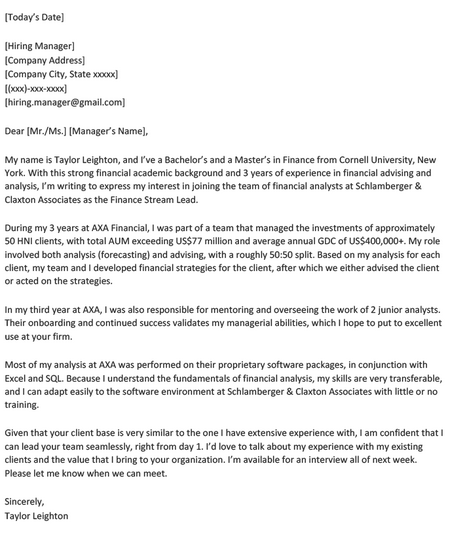 [Today's Date]
[Hiring Manager]
[Company Address]
[Company City, State xxxxx]
[(xxx)-xxx-xxxx]
[hiring.manager@gmail.com]
Dear [Mr./Ms.] [Manager's Name],
My name is Taylor Leighton, and I've a Bachelor's and a Master's in Finance from Cornell University, New
York. With this strong financial academic background and 3 years of experience in financial advising and
analysis, I'm writing to express my interest in joining the team of financial analysts at Schlamberger &
Claxton Associates as the Finance Stream Lead.
During my 3 years at AXA Financial, I was part of a team that managed the investments of approximately
50 HNI clients, with total AUM exceeding US$77 million and average annual GDC of US$400,000+. My role
involved both analysis (forecasting) and advising, with a roughly 50:50 split. Based on my analysis for each
client, my team and I developed financial strategies for the client, after which we either advised the client
or acted on the strategies.
In my third year at AXA, I was also responsible for mentoring and overseeing the work of 2 junior analysts.
Their onboarding and continued success validates my managerial abilities, which I hope to put to excellent
use at your firm.
Most of my analysis at AXA was performed on their proprietary software packages, in conjunction with
Excel and SQL. Because I understand the fundamentals of financial analysis, my skills are very transferable,
and I can adapt easily to the software environment at Schlamberger & Claxton Associates with little or no
training.
Given that your client base is very similar to the one I have extensive experience with, I am confident that I
can lead your team seamlessly, right from day 1. I'd love to talk about my experience with my existing
clients and the value that I bring to your organization. I'm available for an interview all of next week.
Please let me know when we can meet.
Sincerely,
Taylor Leighton